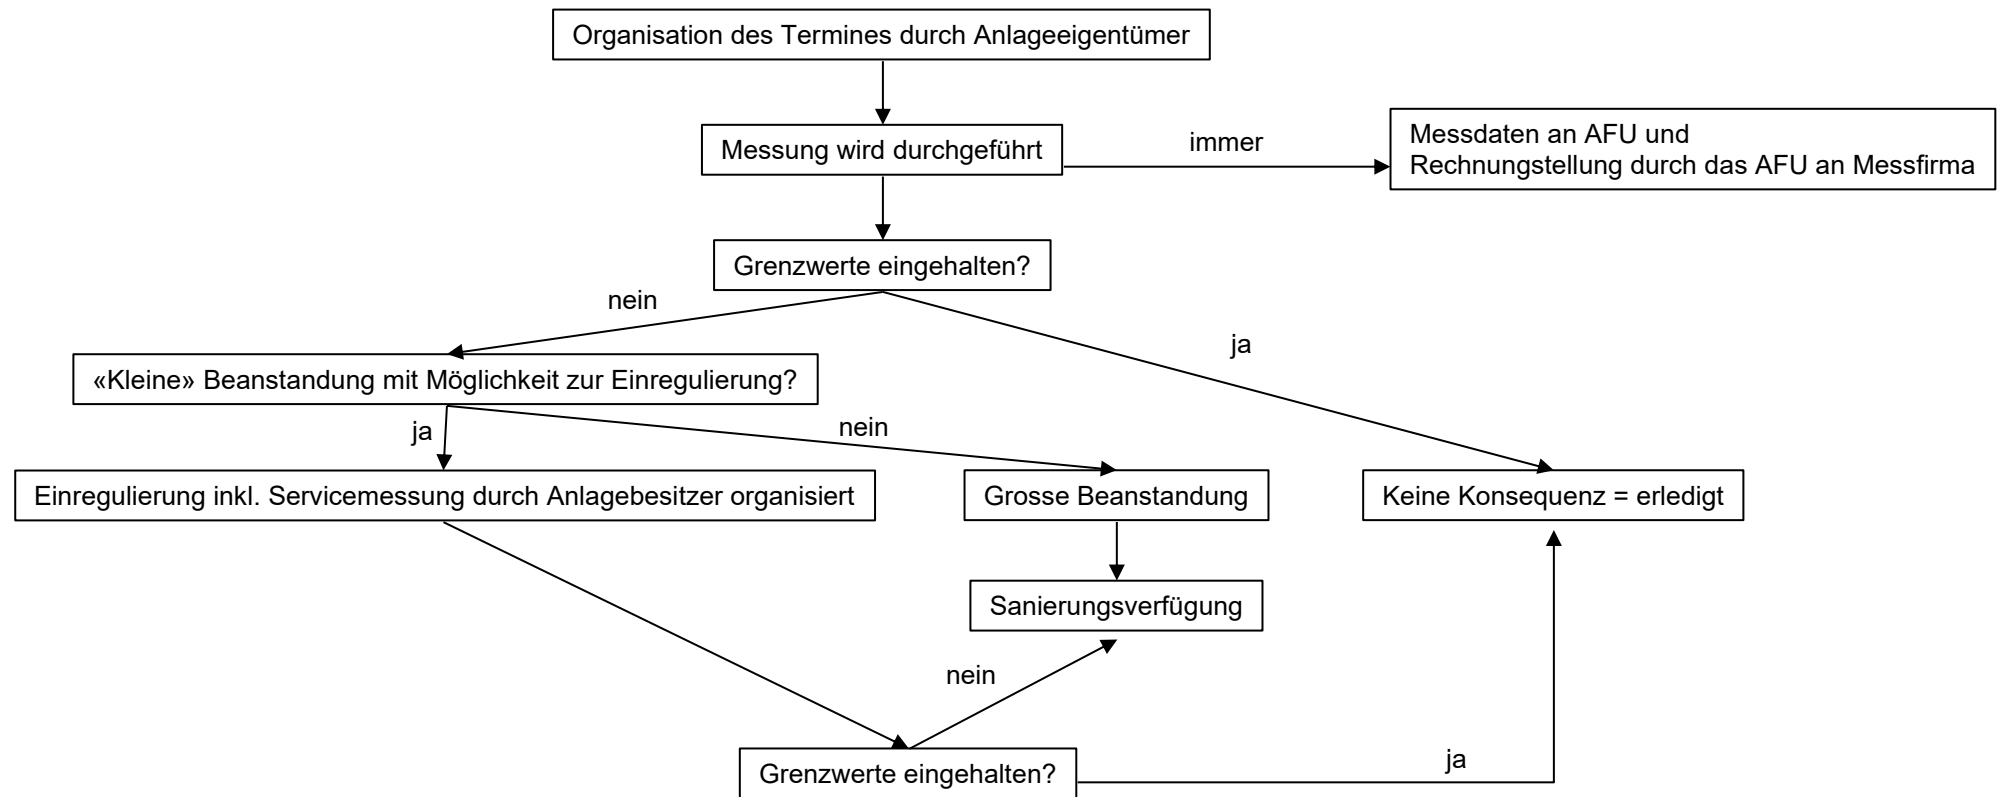 Organisation des Termines durch Anlageeigentümer
Messung wird durchgeführt
immer
Messdaten an AFU und
Rechnungstellung durch das AFU an Messfirma
Grenzwerte eingehalten?
nein
ja
«Kleine» Beanstandung mit Möglichkeit zur Einregulierung?
ja
nein
Einregulierung inkl. Servicemessung durch Anlagebesitzer organisiert
Grosse Beanstandung
Keine Konsequenz = erledigt
Sanierungsverfügung
nein
Grenzwerte eingehalten?
ja